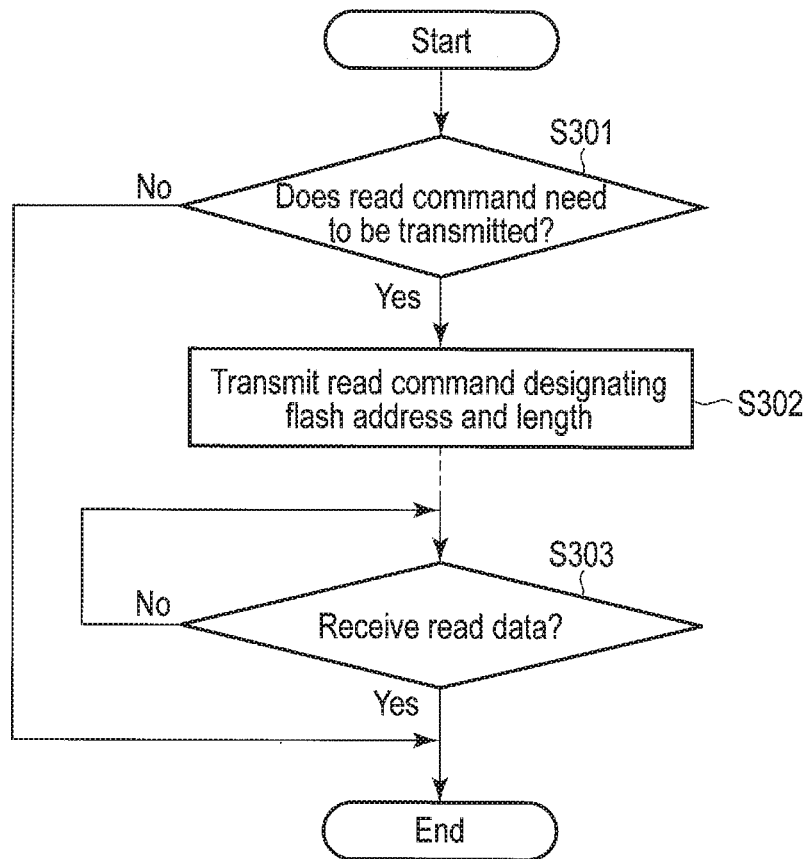 Start
S301
No
Does read command need
to be transmitted?
Yes
Transmit read command designating
flash address and length
S302
S303
No
Receive read data?
Yes
End